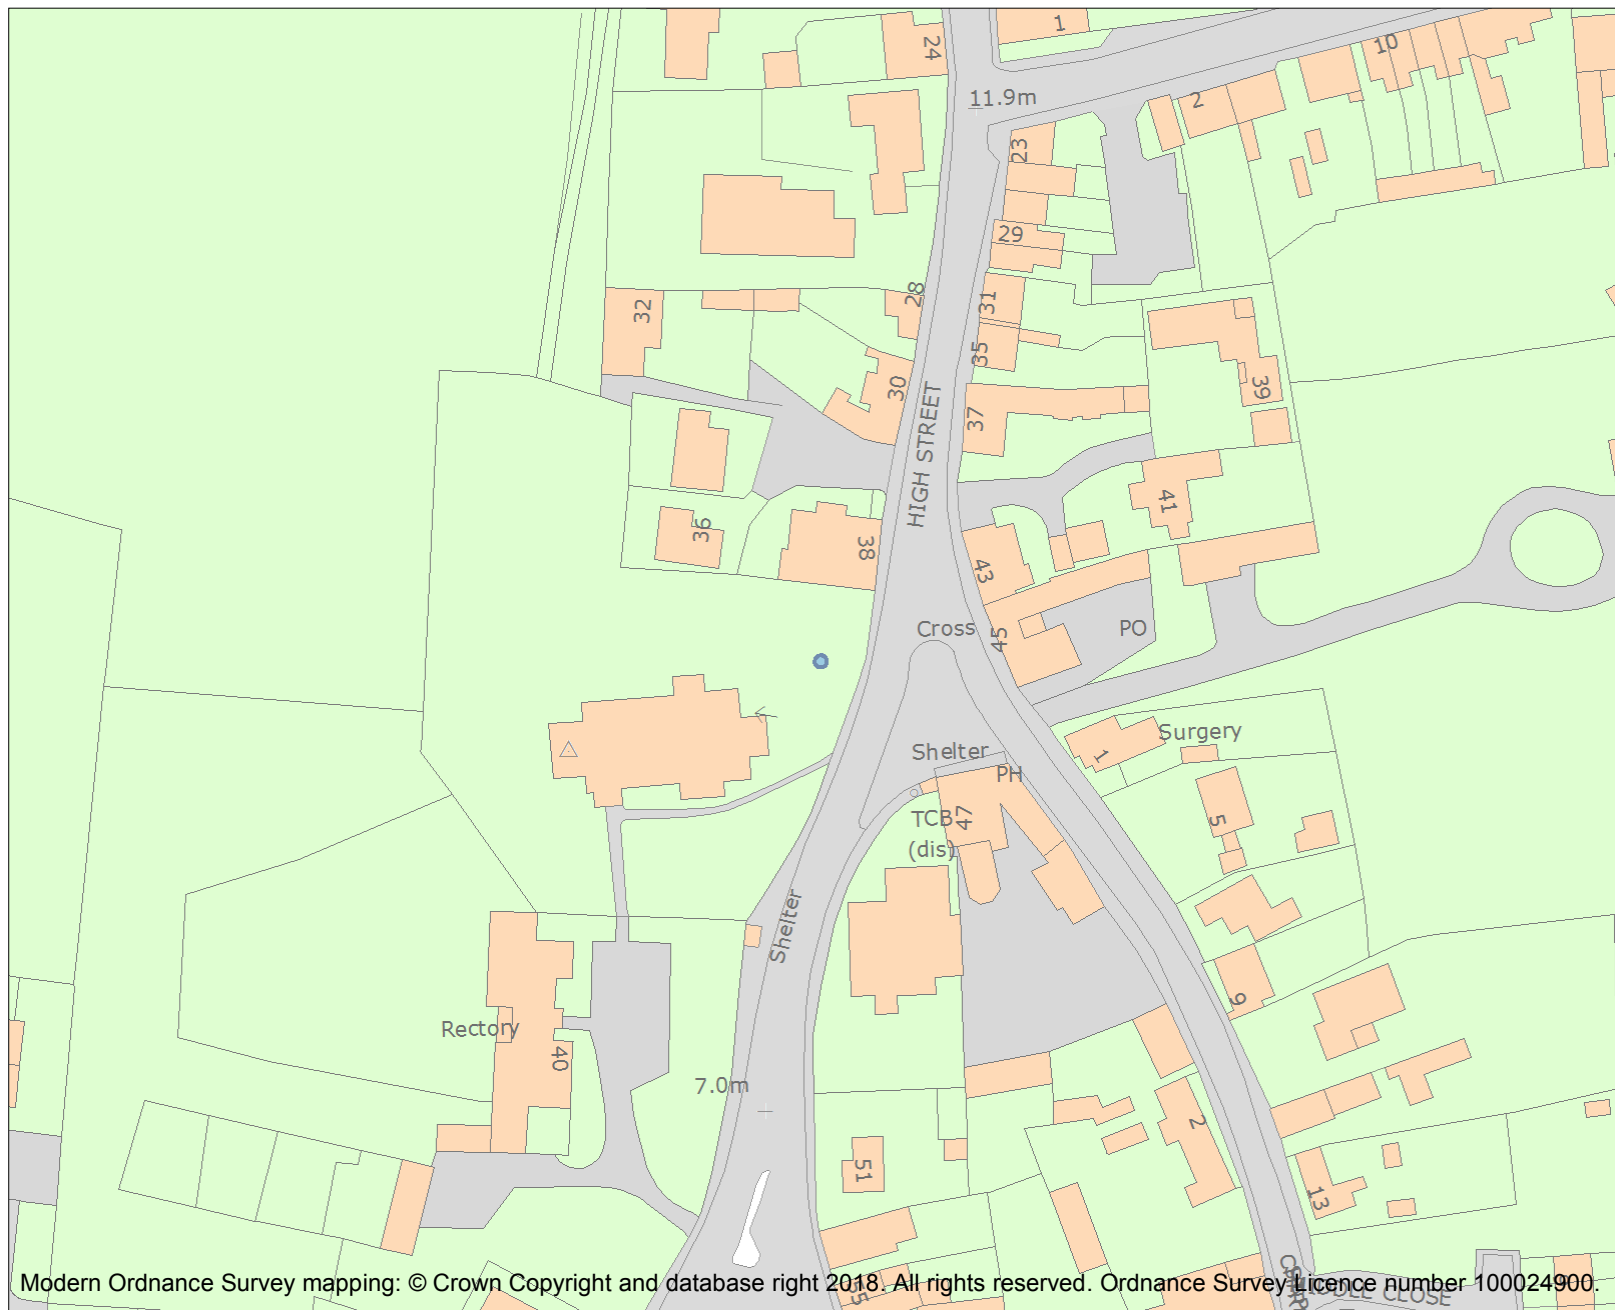 1
24
10
11.9m
2
23
29
28
31
32
35
30
39
HIGH STREET
37
41
36
38
43
Cross
45
PO
Surgery
Shelter
1
PH
TCB
(dis)
47
5
Shelter
9
Rectory
40
7.0m
2
51
13
55
MIDDLE CLOSE
Modern Ordnance Survey mapping: © Crown Copyright and database right 2018. All rights reserved. Ordnance Survey Licence number 100024900.